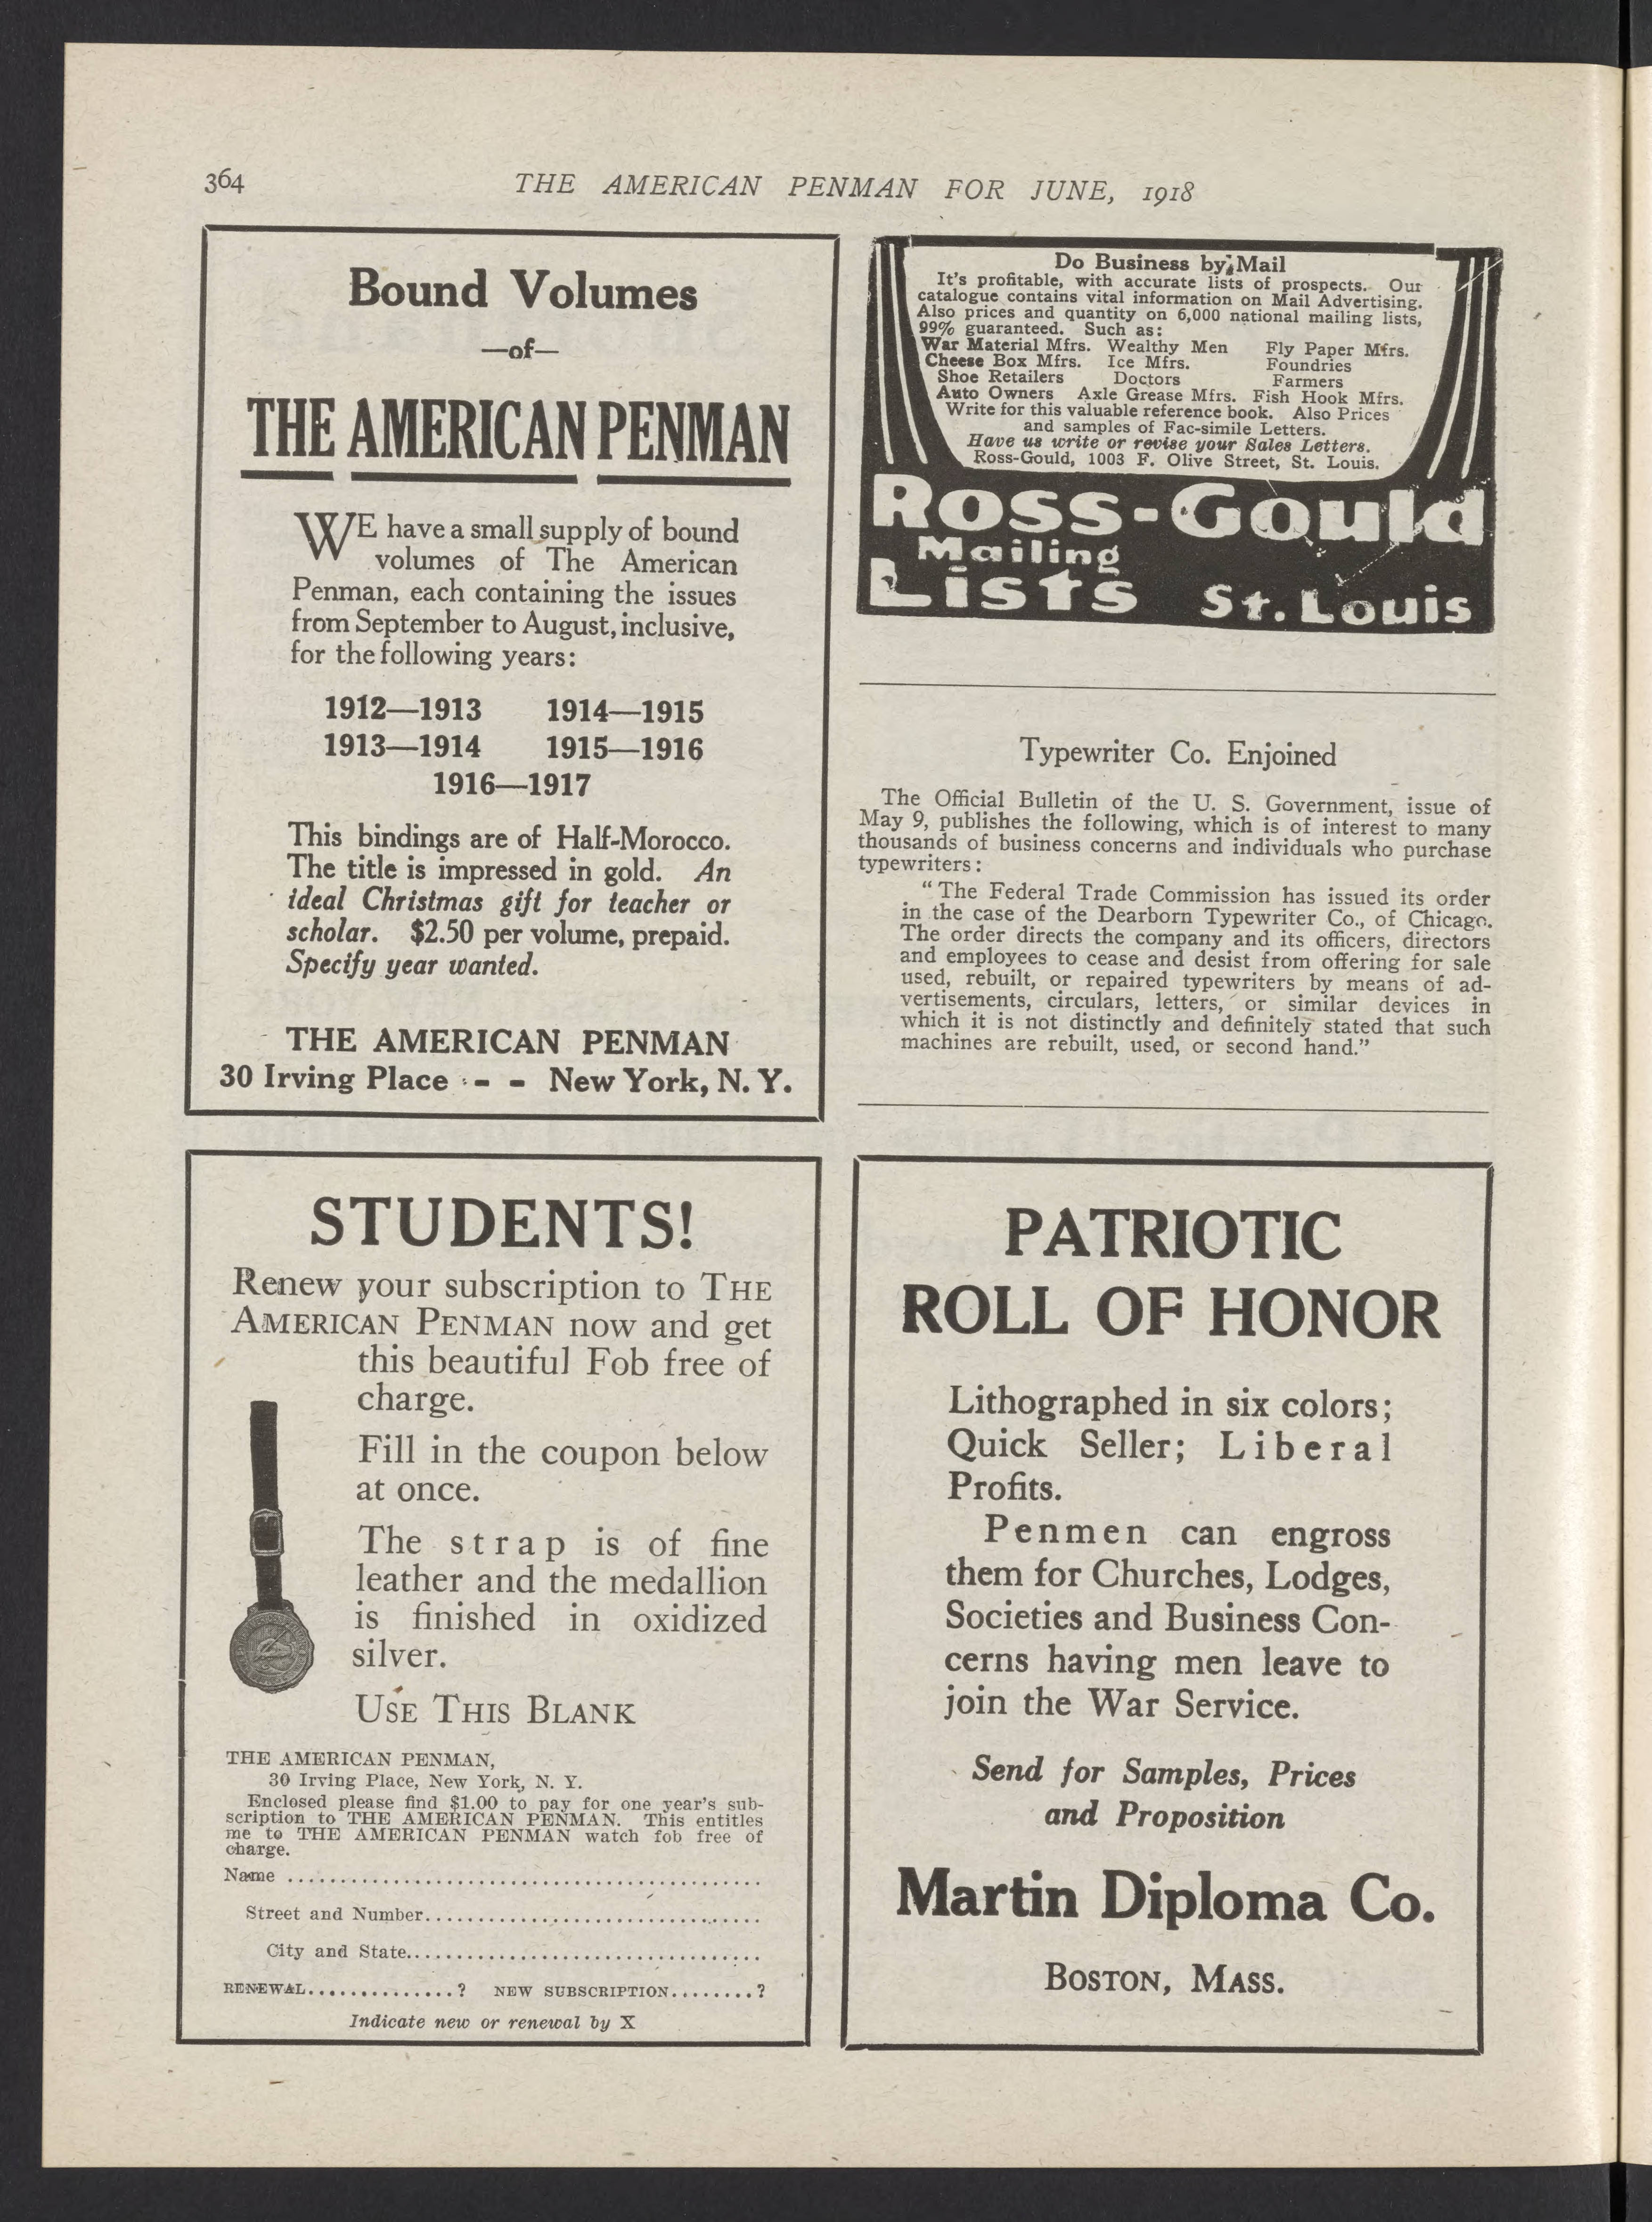 364
THE AMERICAN PENMAN FOR JUNE, 1918
Bound Volumes
—of—
THE AMERICAN PENMAN
WE have a small supply of bound
volumes of The American
Penman, each containing the issues
from September to August, inclusive,
for the following years:
1912—1913 1914—1915
1913—1914 1915—1916
1916—1917
This bindings are of Half-Morocco.
The title is impressed in gold. An
ideal Christmas gift for teacher or
scholar. $2.50 per volume, prepaid.
Specify year wanted.
THE AMERICAN PENMAN
30 Irving Place - - New York, N. Y.
Do Business by Mail
It's profitable, with accurate lists of prospects. Our
catalogue contains vital information on Mail Advertising.
Also prices and quantity on 6,000 national mailing lists,
99% guaranteed. Such as:
War Material Mfrs. Wealthy Men Fly Paper Mfrs.
Cheese Box Mfrs. Ice Mfrs. Foundries
Shoe Retailers Doctors Farmers
Auto Owners Axle Grease Mfrs. Fish Hook Mfrs.
Write for this valuable reference book. Also Prices
and samples of Fac-simile Letters.
Have us write or revise your Sales Letters.
Ross-Gould, 1003 F. Olive Street, St. Louis.
Ross-Gould
Mailing
Lists St. Louis
Typewriter Co. Enjoined
The Official Bulletin of the U. S. Government, issue of
May 9, publishes the following, which is of interest to many
thousands of business concerns and individuals who purchase
typewriters:
"The Federal Trade Commission has issued its order
in the case of the Dearborn Typewriter Co., of Chicago.
The order directs the company and its officers, directors
and employees to cease and desist from offering for sale
used, rebuilt, or repaired typewriters by means of ad-
vertisements, circulars, letters, or similar devices in
which it is not distinctly and definitely stated that such
machines are rebuilt, used, or second hand."
STUDENTS!
Renew your subscription to THE
AMERICAN PENMAN now and get
this beautiful Fob free of
charge.
Fill in the coupon below
at once.
The strap is of fine
leather and the medallion
is finished in oxidized
silver.
USE THIS BLANK
THE AMERICAN PENMAN,
30 Irving Place, New York, N. Y.
Enclosed please find $1.00 to pay for one year's sub-
scription to THE AMERICAN PENMAN. This entitles
me to THE AMERICAN PENMAN watch fob free of
charge.
Name ............................................
Street and Number................................
City and State.................................
RENEWAL..............? NEW SUBSCRIPTION........?
Indicate new or renewal by X
PATRIOTIC
ROLL OF HONOR
Lithographed in six colors;
Quick Seller; Liberal
Profits.
Penmen can engross
them for Churches, Lodges,
Societies and Business Con-
cerns having men leave to
join the War Service.
Send for Samples, Prices
and Proposition
Martin Diploma Co.
BOSTON, MASS.